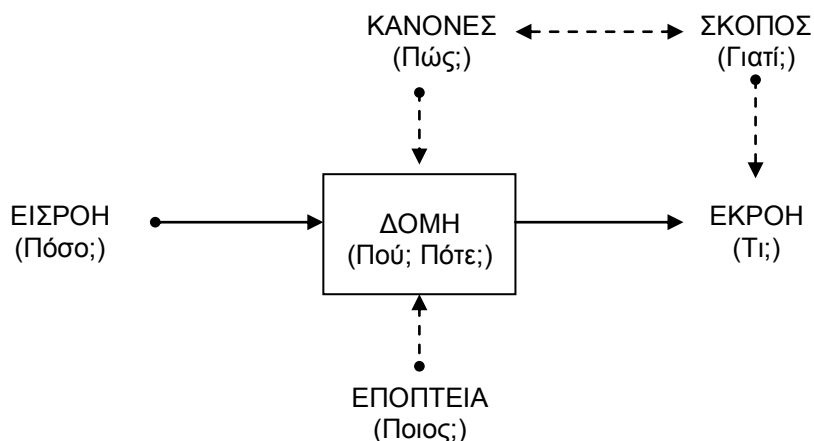 ΚΑΝΟΝΕΣ
(Πώς;)
ΣΚΟΠΟΣ
(Γιατί;)
ΕΙΣΡΟΗ
(Πόσο;)
ΔΟΜΗ
(Πού; Πότε;)
ΕΚΡΟΗ
(Τι;)
ΕΠΟΠΤΕΙΑ
(Ποιος;)